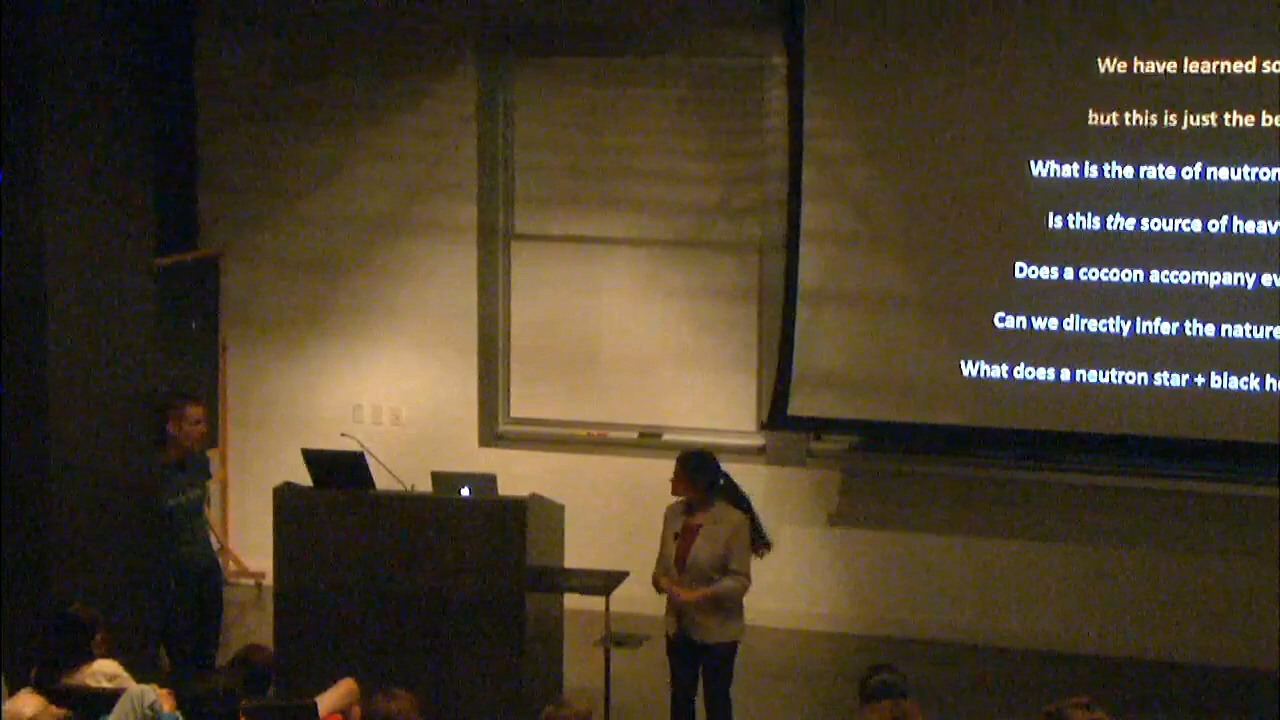 We have learned so
but this is just the be
What is the rate of neutron
Is this the source of heav
Does a cocoon accompany ev
Can we directly infer the nature
What does a neutron star + black h